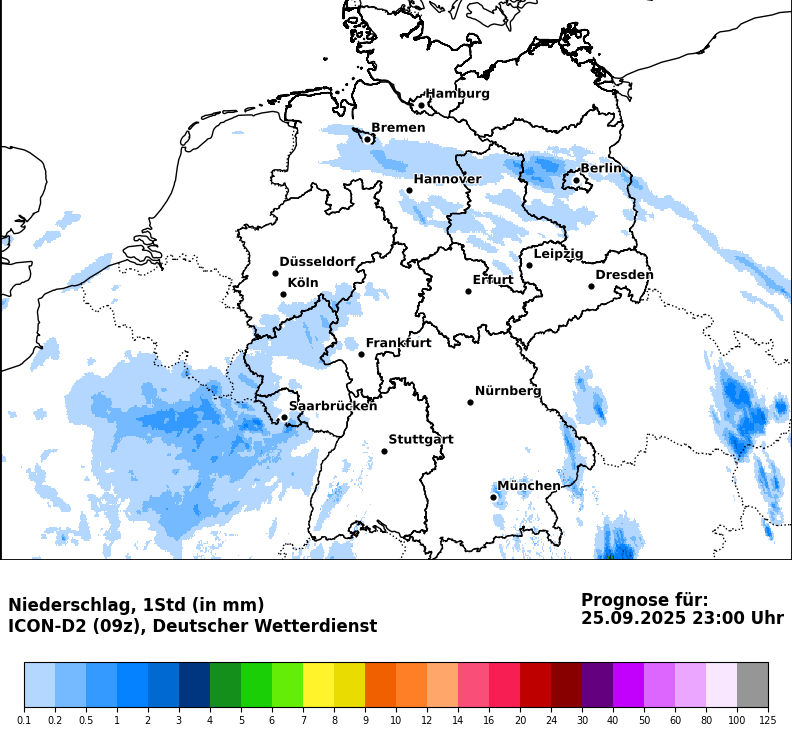 Hamburg
Bremen
Berlin
Hannover
Leipzig
Düsseldorf
Dresden
Köln
Erfurt
Frankfurt
Nürnberg
Saarbrücken
Stuttgart
München
Niederschlag, 1Std (in mm)
ICON-D2 (09z), Deutscher Wetterdienst
Prognose für:
25.09.2025 23:00 Uhr
0.1 0.2 0.5 1 2 3 4 5 6 7 8 9 10 12 14 16 20 24 30 40 50 60 80 100 125